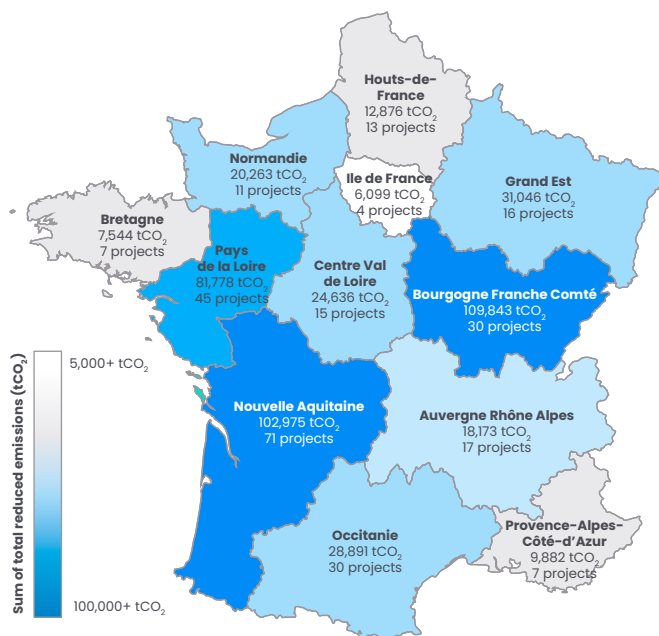 Houts-de-
France
12,876 tCO₂
13 projects
Normandie
20,263 tCO₂
11 projects
Ile de France
6,099 tCO₂
4 projects
Grand Est
31,046 tCO₂
16 projects
Bretagne
7,544 tCO₂
7 projects
Pays
de la Loire
81,778 tCO₂
45 projects
Centre Val
de Loire
24,636 tCO₂
15 projects
Bourgogne Franche Comté
109,843 tCO₂
30 projects
Nouvelle Aquitaine
102,975 tCO₂
71 projects
Auvergne Rhône Alpes
18,173 tCO₂
17 projects
Occitanie
28,891 tCO₂
30 projects
Provence-Alpes-
Côté-d’Azur
9,882 tCO₂
7 projects
Sum of total reduced emissions (tCO₂)
5,000+ tCO₂
100,000+ tCO₂